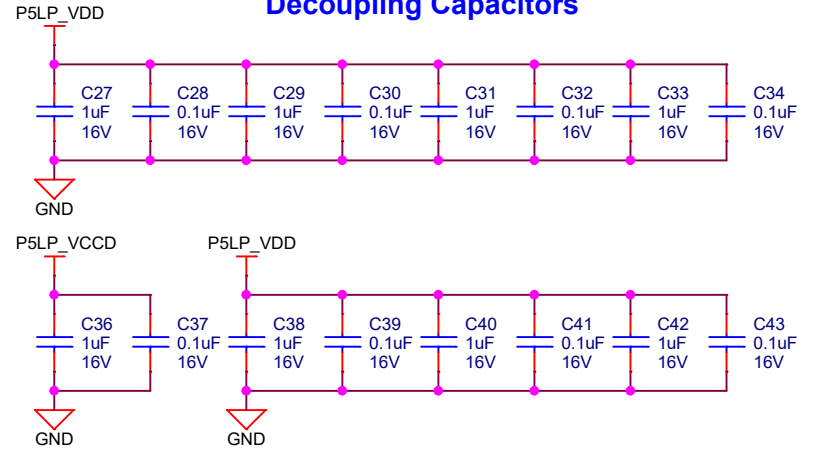 Decoupling Capacitors
P5LP_VDD
C27
1uF
16V
C28
0.1uF
16V
C29
1uF
16V
C30
0.1uF
16V
C31
1uF
16V
C32
0.1uF
16V
C33
1uF
16V
C34
0.1uF
16V
GND
P5LP_VCCD
P5LP_VDD
C36
1uF
16V
C37
0.1uF
16V
C38
1uF
16V
C39
0.1uF
16V
C40
1uF
16V
C41
0.1uF
16V
C42
1uF
16V
C43
0.1uF
16V
GND
GND